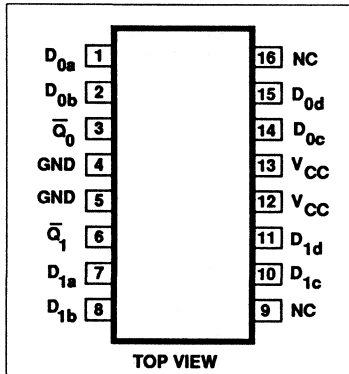 D0a 1 16 NC
D0b 2 15 D0d
Q̅0 3 14 D0c
GND 4 13 VCC
GND 5 12 VCC
Q̅1 6 11 D1d
D1a 7 10 D1c
D1b 8 9 NC
TOP VIEW